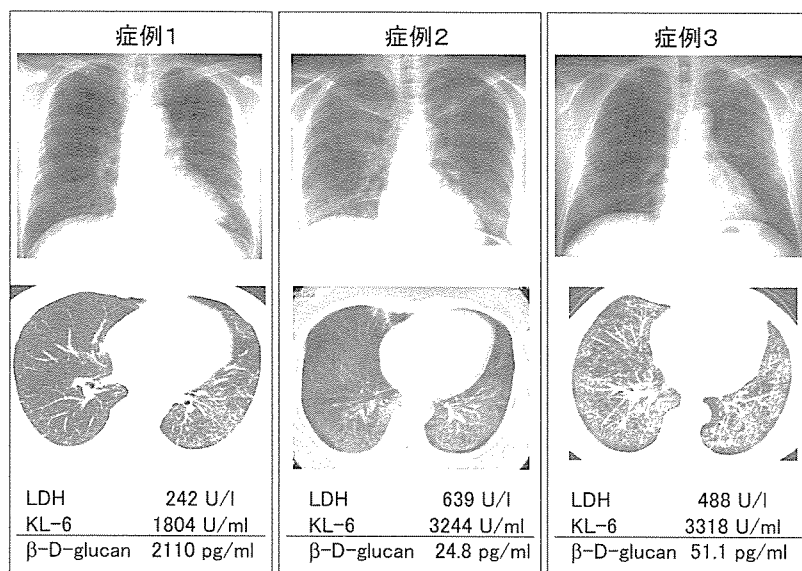 症例1
LDH 242 U/l
KL-6 1804 U/ml
β-D-glucan 2110 pg/ml
症例2
LDH 639 U/l
KL-6 3244 U/ml
β-D-glucan 24.8 pg/ml
症例3
LDH 488 U/l
KL-6 3318 U/ml
β-D-glucan 51.1 pg/ml